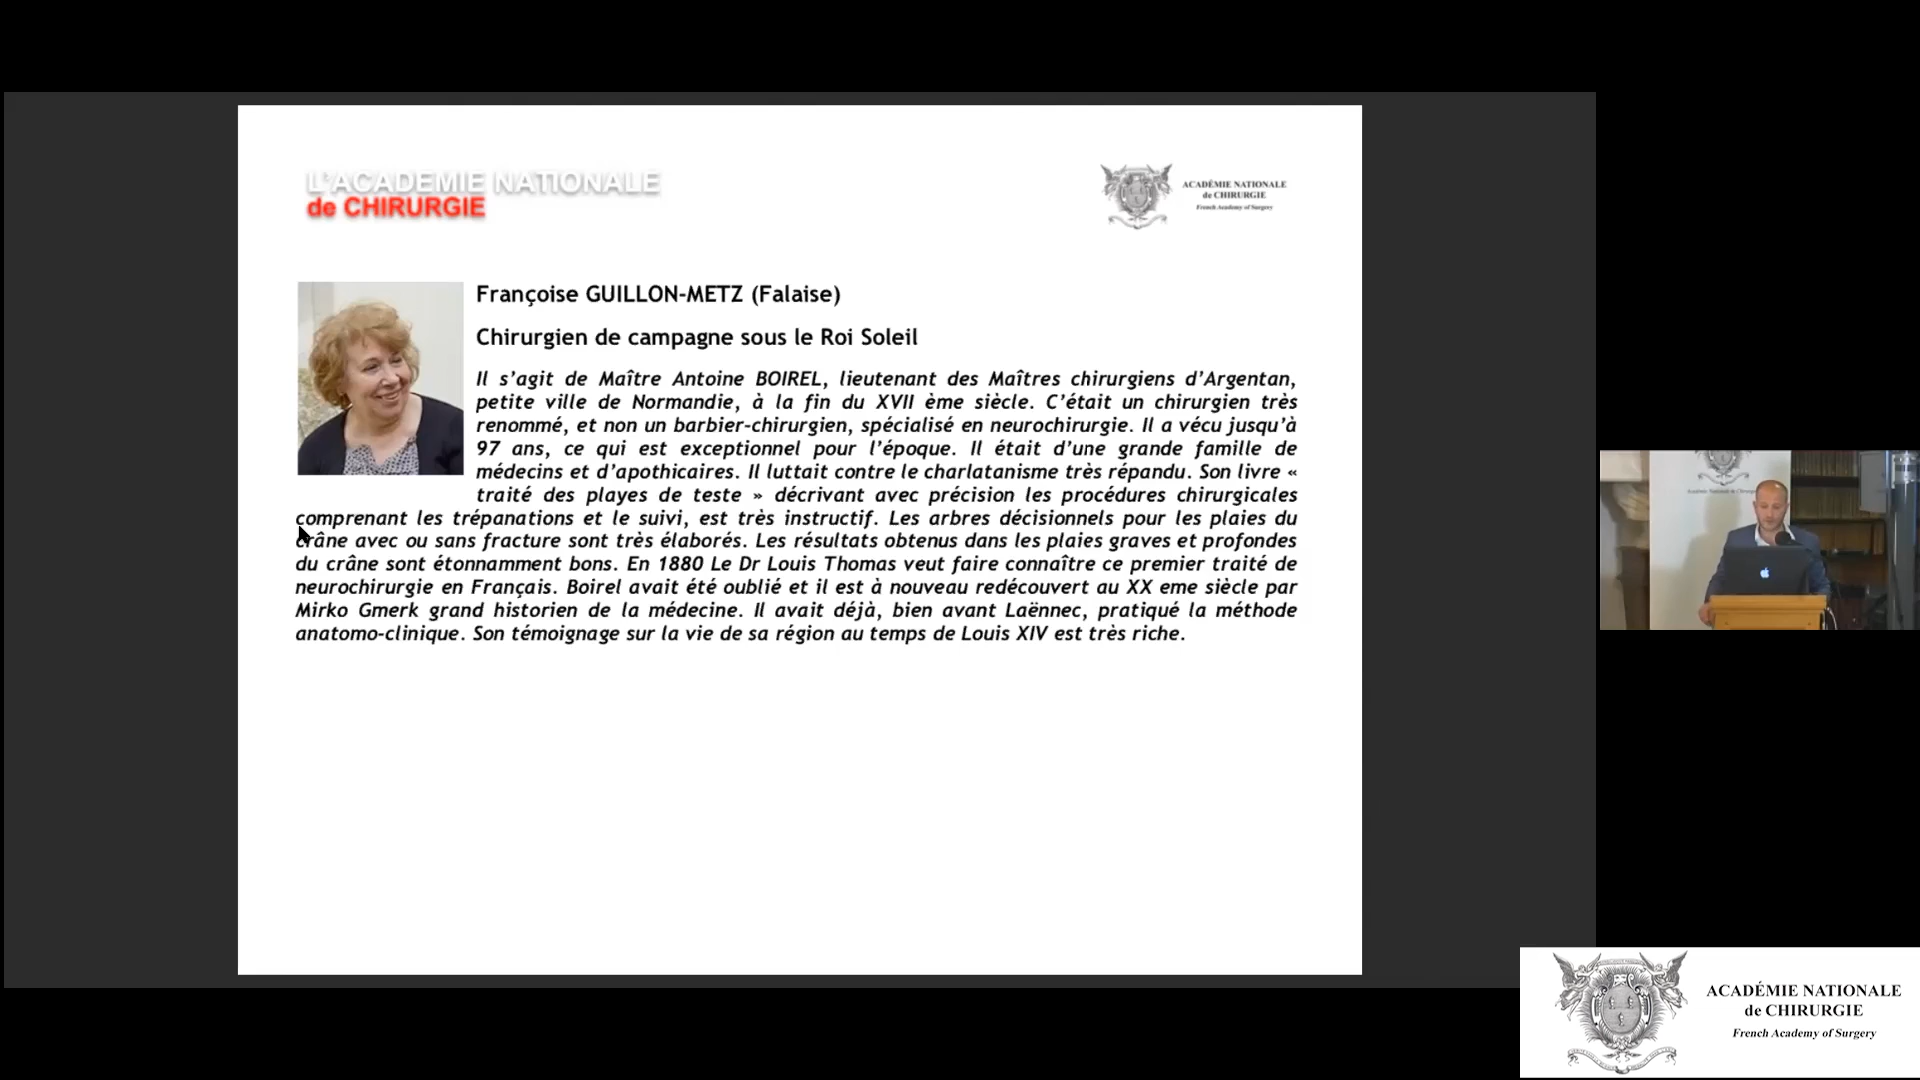 L'ACADEMIE NATIONALE
de CHIRURGIE
ACADÉMIE NATIONALE
de CHIRURGIE
French Academy of Surgery
Françoise GUILLON-METZ (Falaise)
Chirurgien de campagne sous le Roi Soleil
Il s'agit de Maître Antoine BOIREL, lieutenant des Maîtres chirurgiens d'Argentan,
petite ville de Normandie, à la fin du XVII ème siècle. C'était un chirurgien très
renommé, et non un barbier-chirurgien, spécialisé en neurochirurgie. Il a vécu jusqu'à
97 ans, ce qui est exceptionnel pour l'époque. Il était d'une grande famille de
médecins et d'apothicaires. Il luttait contre le charlatanisme très répandu. Son livre «
traité des playes de teste » décrivant avec précision les procédures chirurgicales
comprenant les trépanations et le suivi, est très instructif. Les arbres décisionnels pour les plaies du
crâne avec ou sans fracture sont très élaborés. Les résultats obtenus dans les plaies graves et profondes
du crâne sont étonnamment bons. En 1880 Le Dr Louis Thomas veut faire connaître ce premier traité de
neurochirurgie en Français. Boirel avait été oublié et il est à nouveau redécouvert au XX eme siècle par
Mirko Gmerk grand historien de la médecine. Il avait déjà, bien avant Laënnec, pratiqué la méthode
anatomo-clinique. Son témoignage sur la vie de sa région au temps de Louis XIV est très riche.
ACADÉMIE NATIONALE
de CHIRURGIE
French Academy of Surgery